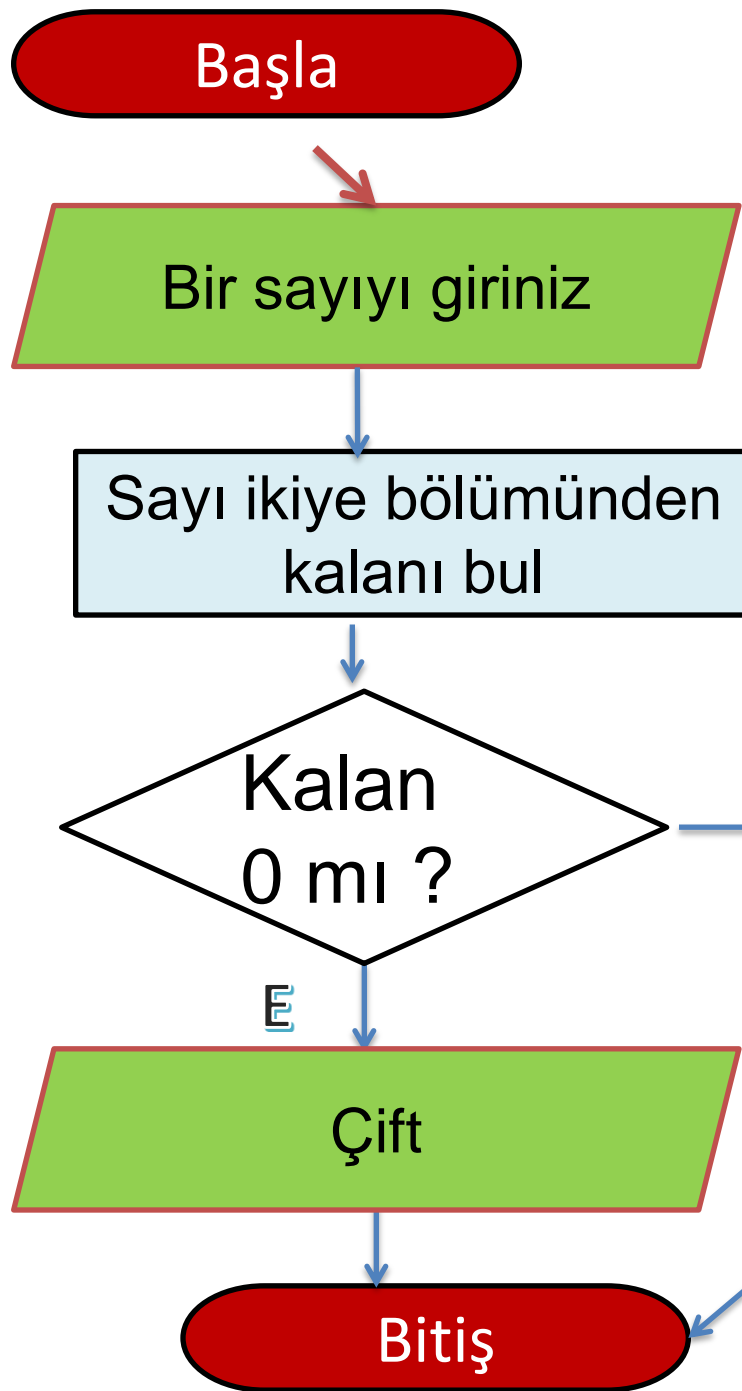 Başla
Bir sayıyı giriniz
Sayı ikiye bölümünden
kalanı bul
Kalan
0 mı ?
E
Çift
Bitiş